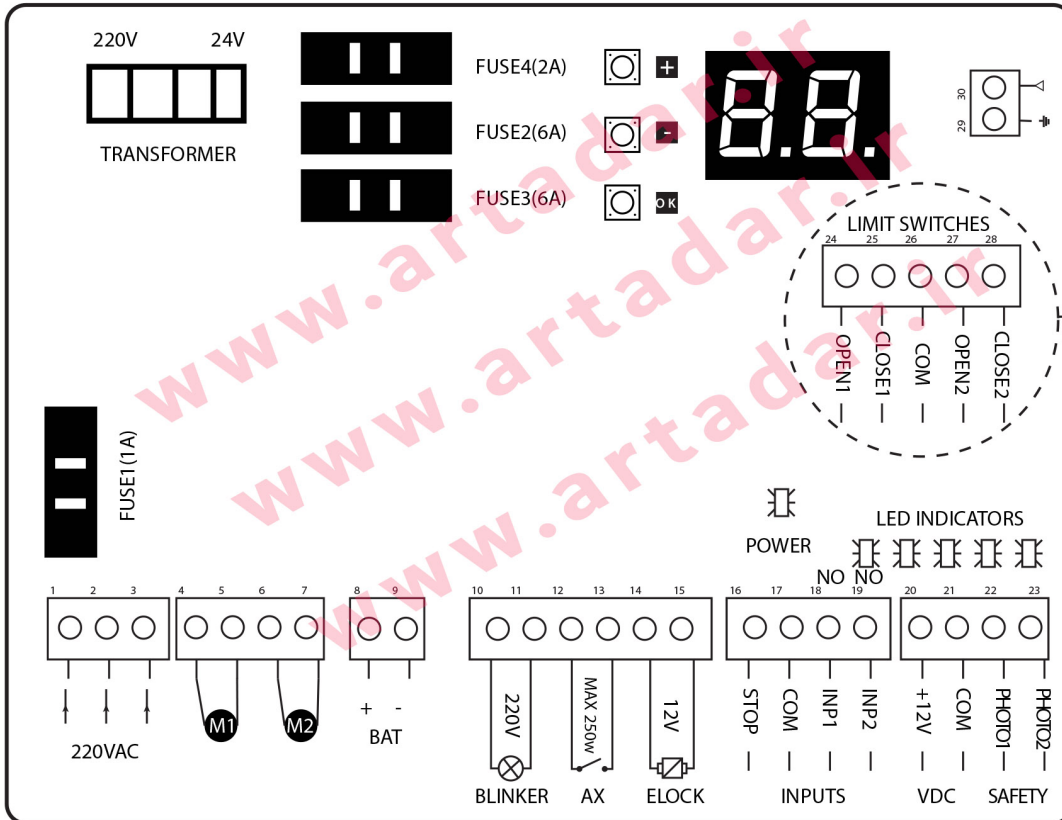 220V 24V
TRANSFORMER
FUSE4(2A)
+
FUSE2(6A)
-
FUSE3(6A)
OK
8.8.
30
29
LIMIT SWITCHES
24 25 26 27 28
OPEN1 CLOSE1 COM OPEN2 CLOSE2
FUSE1(1A)
POWER
LED INDICATORS
NO NO
1 2 3
4 5 6 7
8 9
10 11 12 13 14 15
16 17 18 19
20 21 22 23
220VAC
M1 M2
+ -
BAT
220V
BLINKER
MAX 250w
AX
12V
ELOCK
STOP COM INP1 INP2
INPUTS
+12V COM PHOTO1 PHOTO2
VDC SAFETY
www.artadar.ir
www.artadar.ir
www.artadar.ir